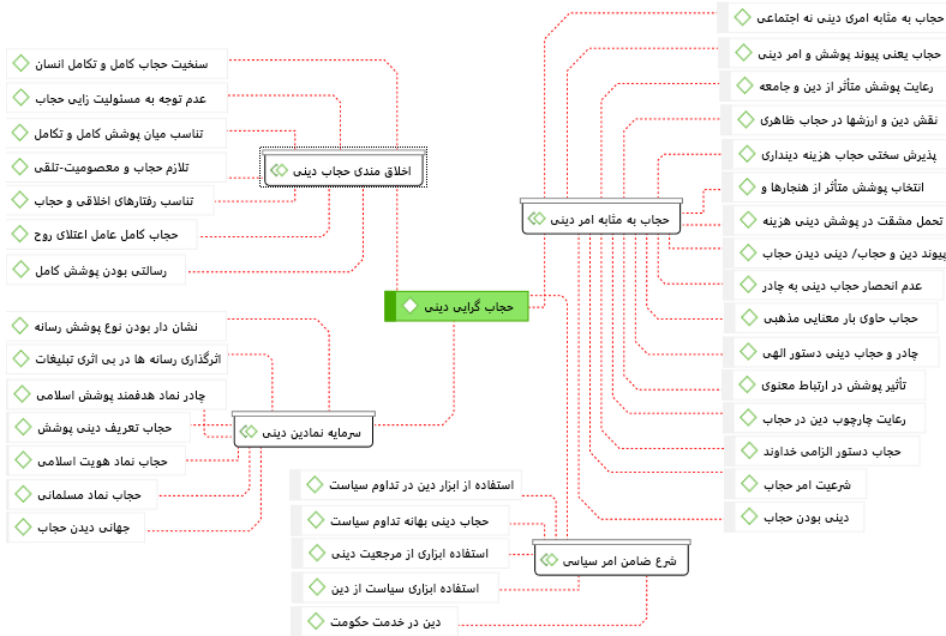 حجاب به مثابه امری دینی نه اجتماعی
حجاب یعنی پیوند پوشش و امر دینی
رعایت پوشش متأثر از دین و جامعه
نقش دین و ارزشها در حجاب ظاهری
پذیرش سختی حجاب هزینه دینداری
انتخاب پوشش متأثر از هنجارها و
تحمل مشقت در پوشش دینی هزینه
پیوند دین و حجاب/ دینی دیدن حجاب
عدم انحصار حجاب دینی به چادر
حجاب حاوی بار معنایی مذهبی
چادر و حجاب دینی دستور الهی
تأثیر پوشش در ارتباط معنوی
رعایت چارچوب دین در حجاب
حجاب دستور الزامی خداوند
شرعیت امر حجاب
دینی بودن حجاب
حجاب به مثابه امر دینی
حجاب گرایی دینی
سنخیت حجاب کامل و تکامل انسان
عدم توجه به مسئولیت زایی حجاب
تناسب میان پوشش کامل و تکامل
تلازم حجاب و معصومیت-تلقی
تناسب رفتارهای اخلاقی و حجاب
حجاب کامل عامل اعتلای روح
رسالتی بودن پوشش کامل
اخلاق مندی حجاب دینی
نشان دار بودن نوع پوشش رسانه
اثرگذاری رسانه ها در بی اثری تبلیغات
چادر نماد هدفمند پوشش اسلامی
حجاب تعریف دینی پوشش
حجاب نماد هویت اسلامی
حجاب نماد مسلمانی
جهانی دیدن حجاب
سرمایه نمادین دینی
استفاده از ابزار دین در تداوم سیاست
حجاب دینی بهانه تداوم سیاست
استفاده ابزاری از مرجعیت دینی
استفاده ابزاری سیاست از دین
دین در خدمت حکومت
شرع ضامن امر سیاسی